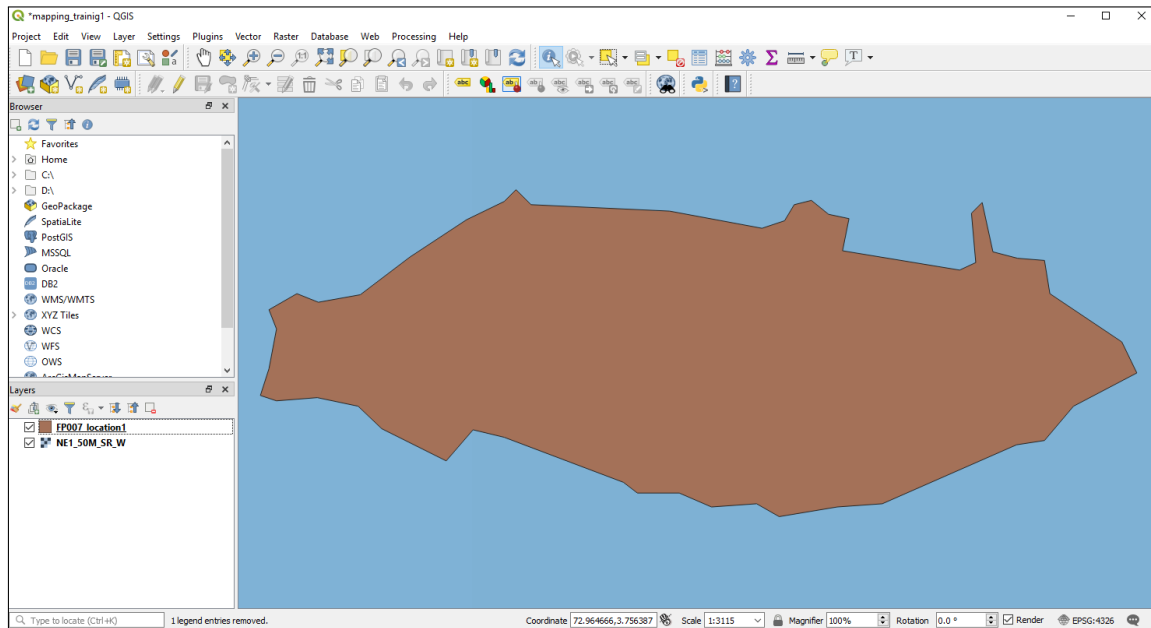 *mapping_trainig1 - QGIS
Project Edit View Layer Settings Plugins Vector Raster Database Web Processing Help
Browser
Favorites
Home
C:\
D:\
GeoPackage
SpatiaLite
PostGIS
MSSQL
Oracle
DB2
WMS/WMTS
XYZ Tiles
WCS
WFS
OWS
ArcGisMapServer
Layers
FP007_location1
NE1_50M_SR_W
Type to locate (Ctrl+K) 1 legend entries removed. Coordinate 72.964666,3.756387 Scale 1:3115 Magnifier 100% Rotation 0.0 ° Render EPSG:4326